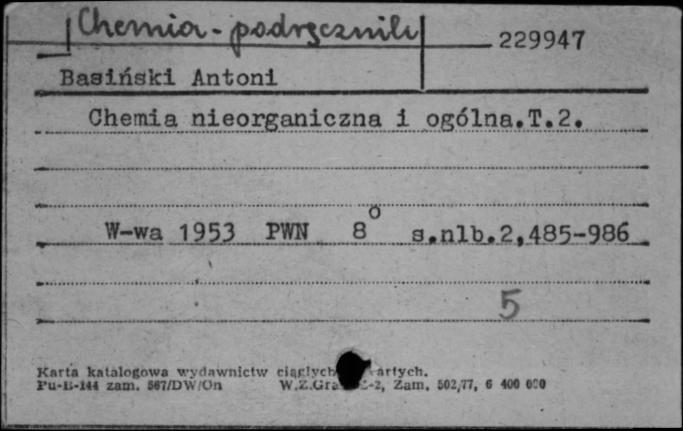 Chemia - podręczniki
229947
Basiński Antoni
Chemia nieorganiczna i ogólna.T.2.
W-wa 1953 PWN 8° s.nlb.2,485-986
5
Karta katalogowa wydawnictw ciągłych artych.
Pu-B-144 zam. 567/DW/On W.Z.Gra Z-2, Zam. 502/77, 6 400 000